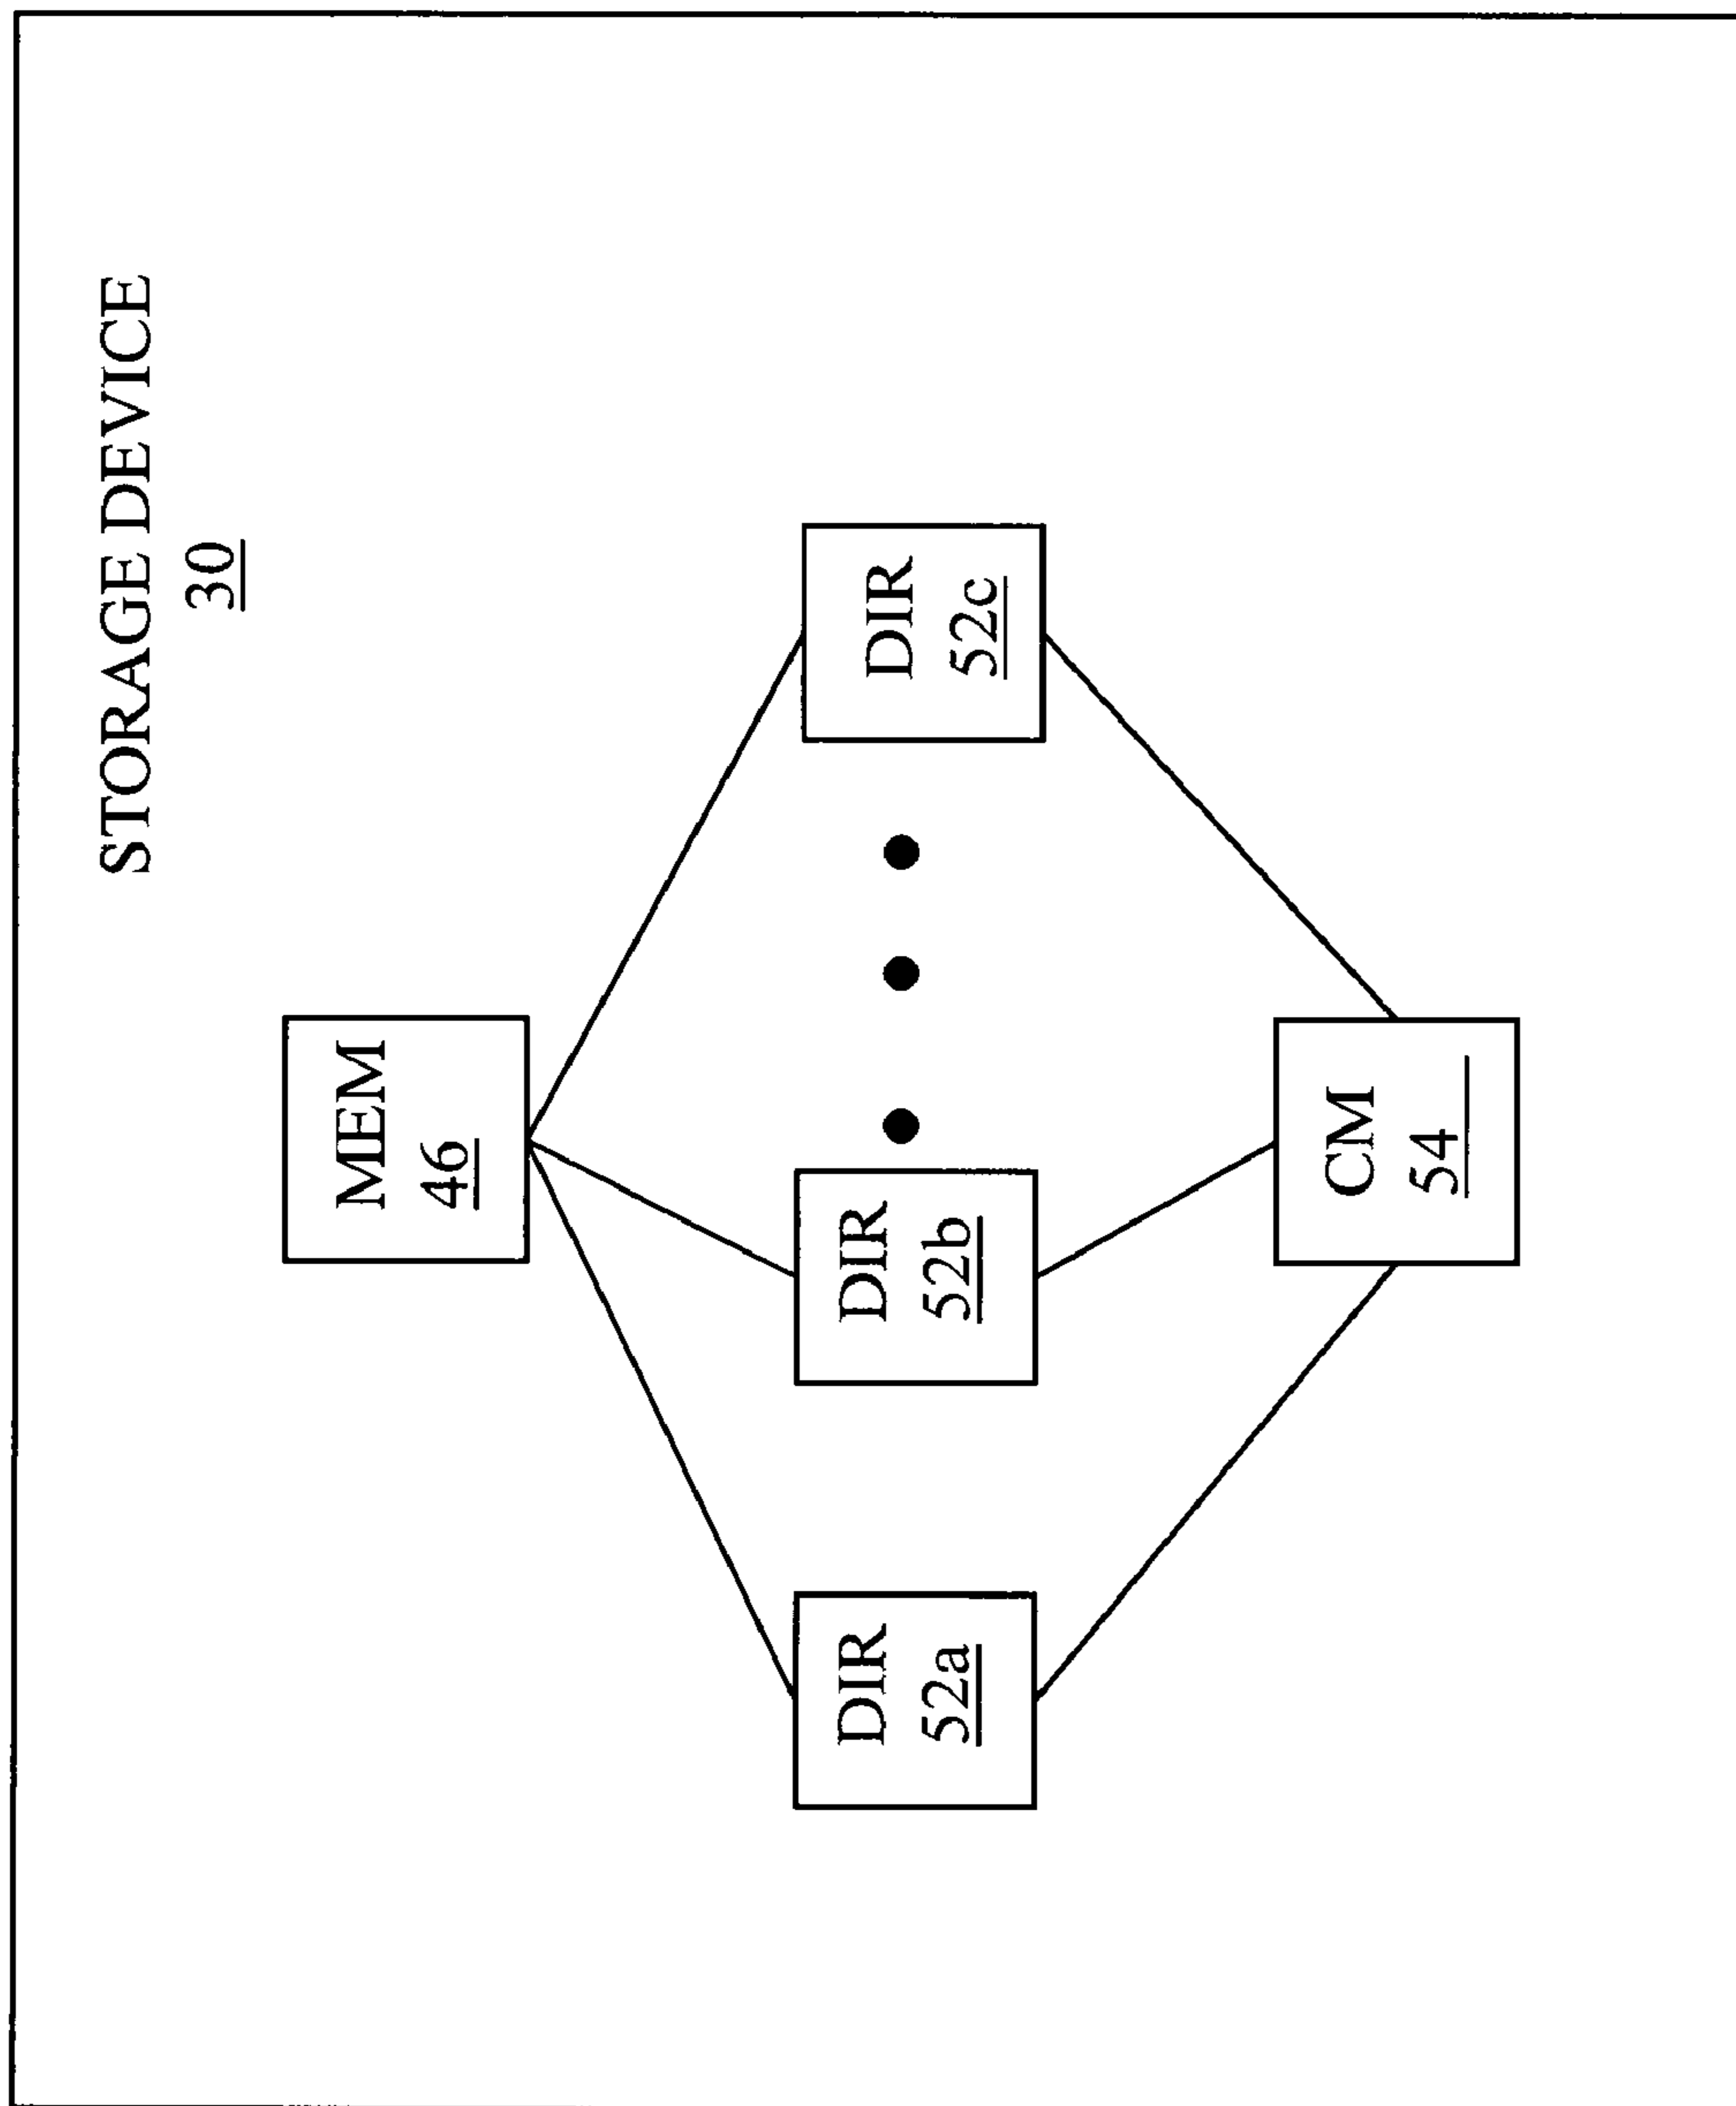 STORAGE DEVICE
30
MEM
46
DIR
52a
DIR
52b
DIR
52c
CM
54